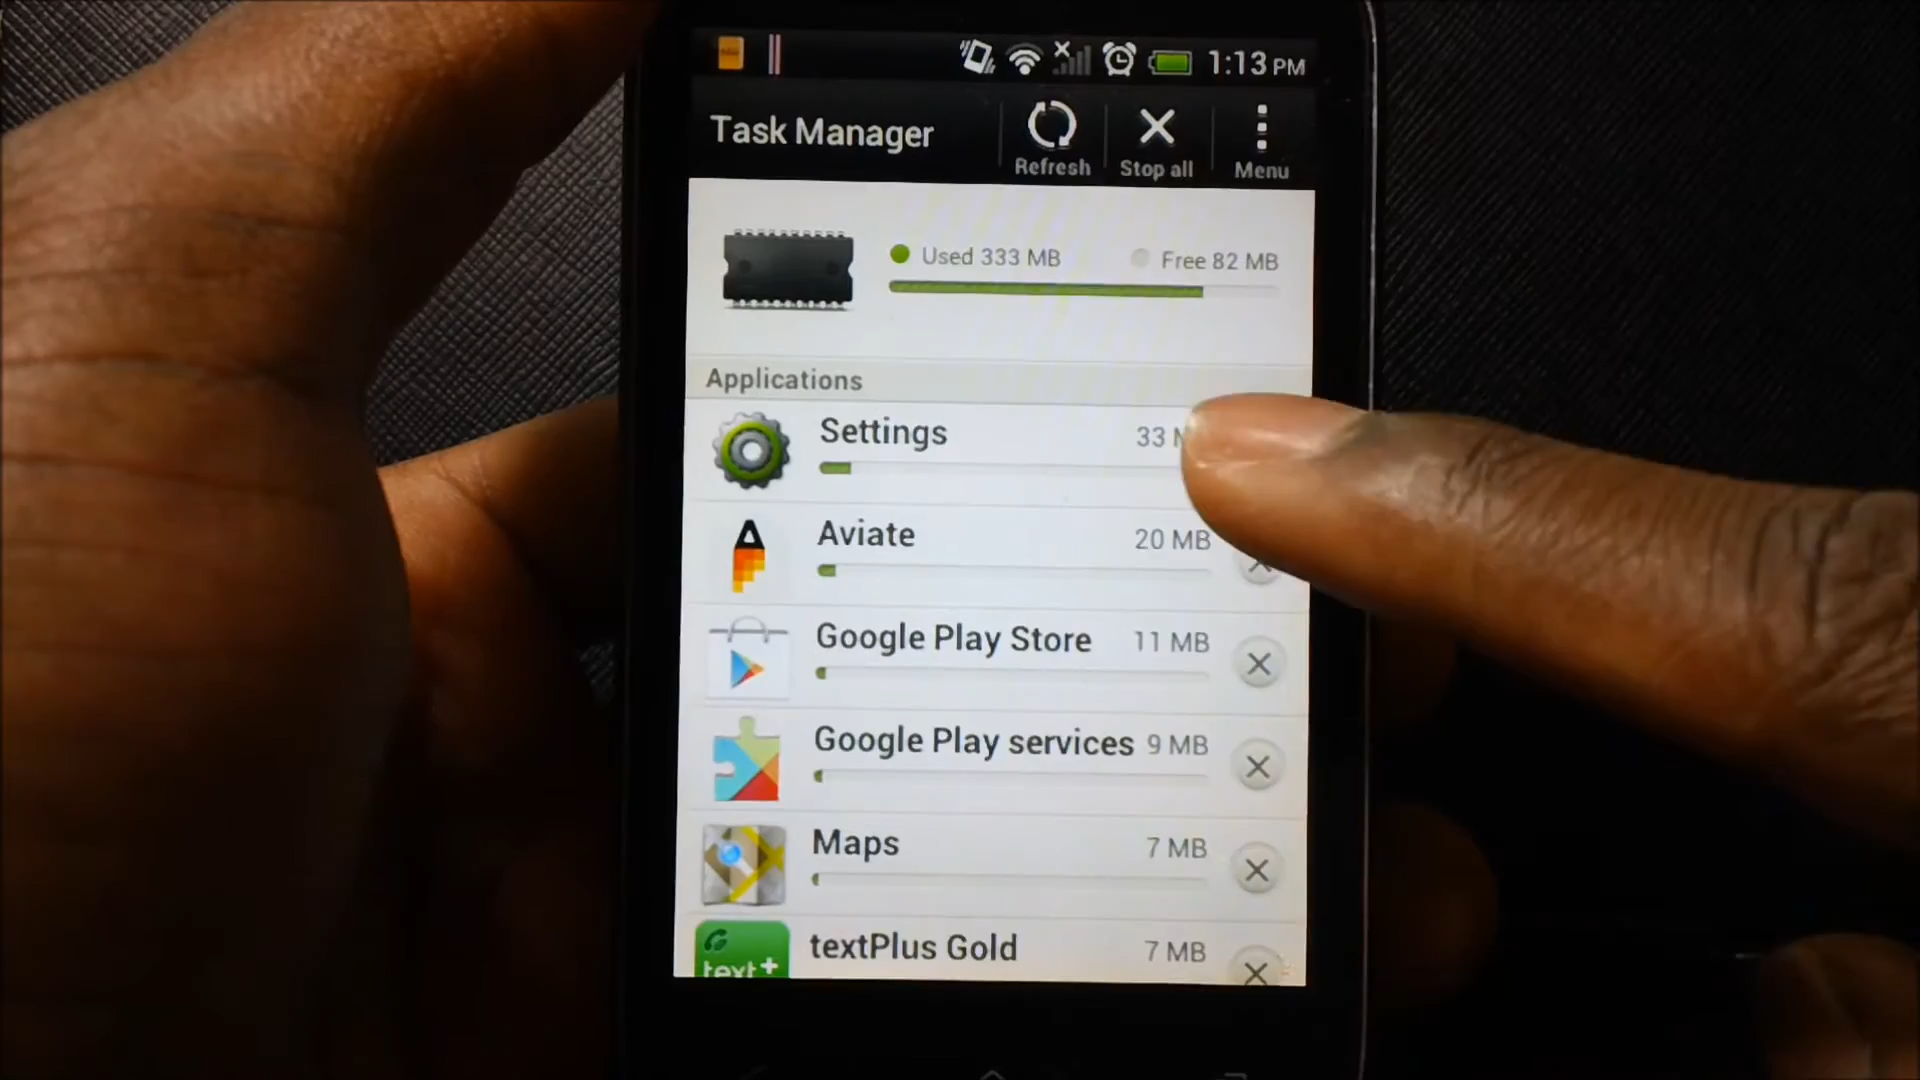 1:13 PM
Task Manager
Refresh
Stop all
Menu
Used 333 MB
Free 82 MB
Applications
Settings
33
Aviate
20 MB
Google Play Store
11 MB
Google Play services
9 MB
Maps
7 MB
textPlus Gold
7 MB
text+